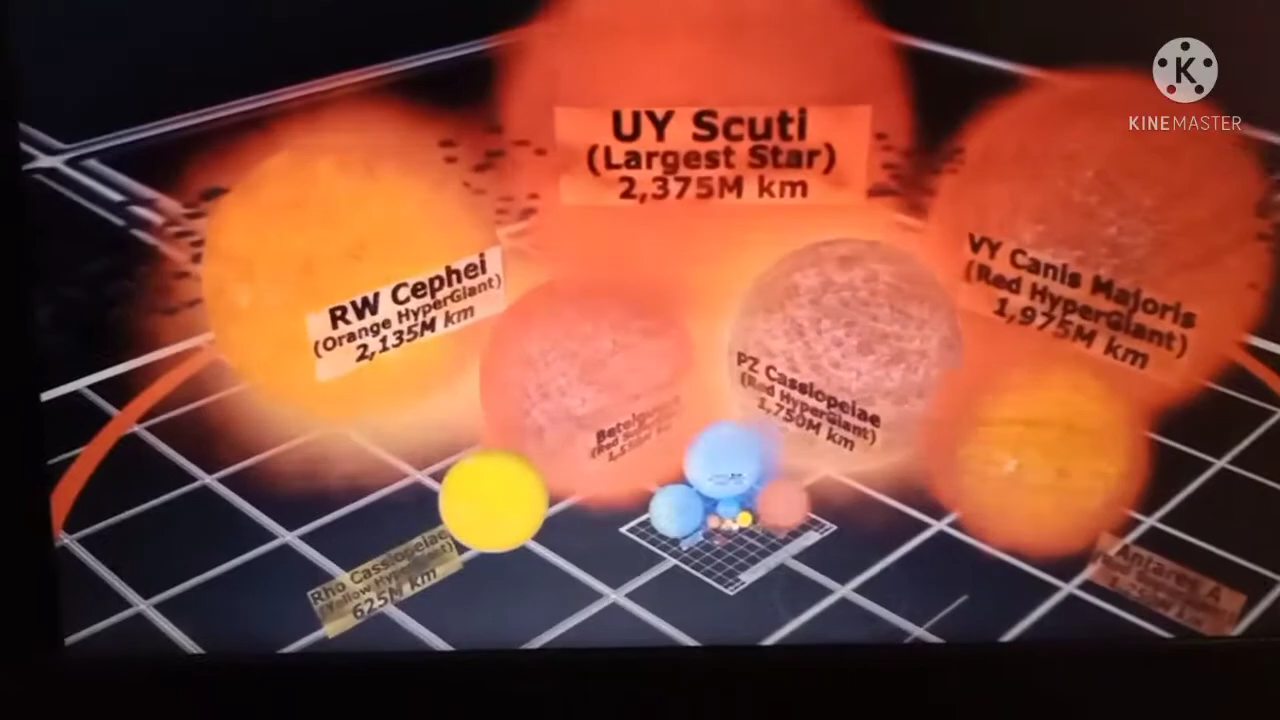 K
KINEMASTER
UY Scuti
(Largest Star)
2,375M km
RW Cephei
(Orange HyperGiant)
2,135M km
VY Canis Majoris
(Red HyperGiant)
1,975M km
PZ Cassiopeiae
(Red HyperGiant)
1,750M km
Betelgeuse
(Red
Rho Cassiopeiae
(Yellow HyperGiant)
625M km
Antares A